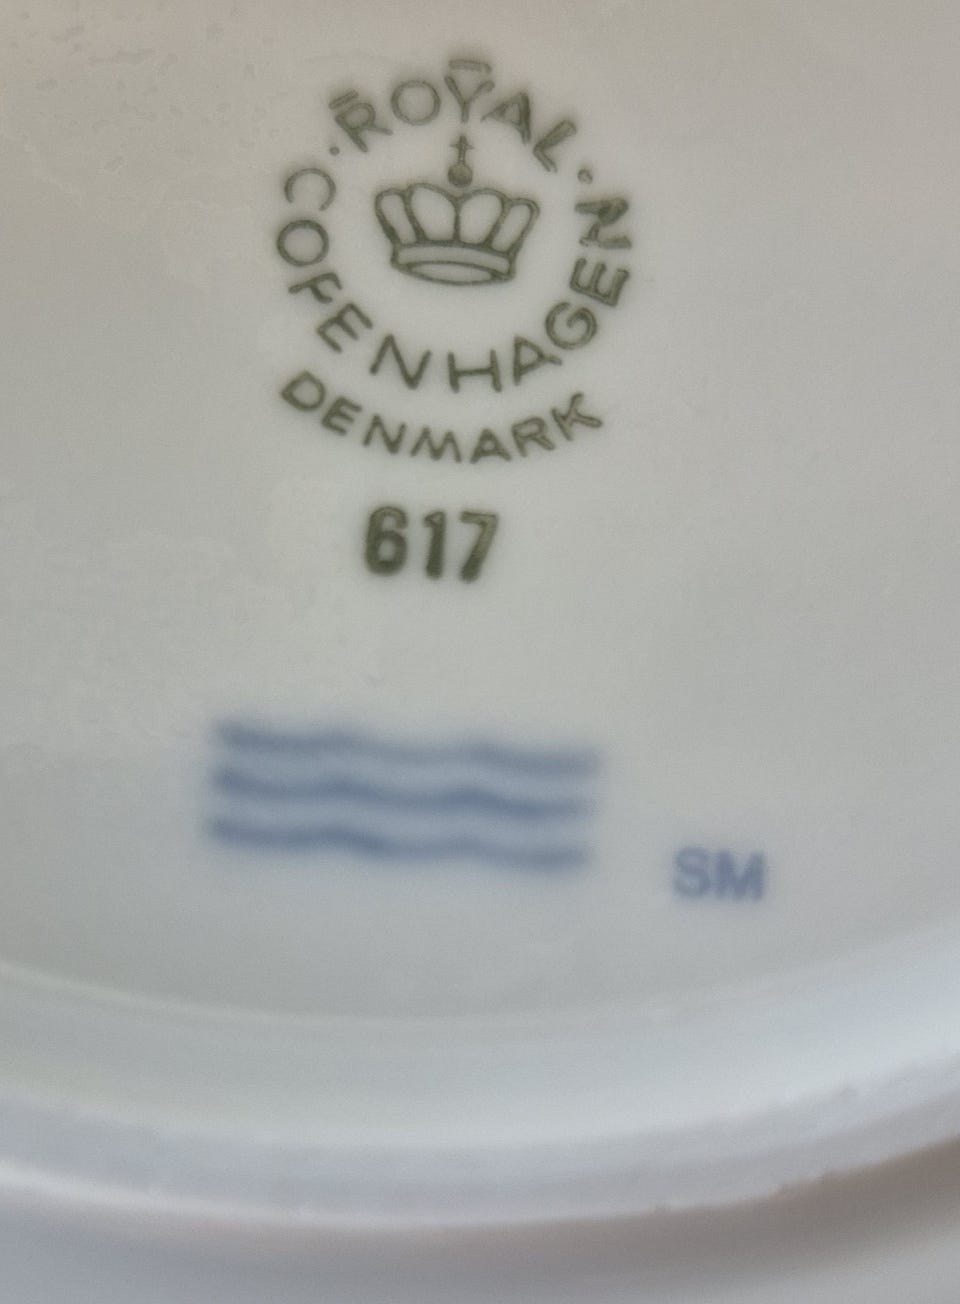 ROYAL
COPENHAGEN
DENMARK
617
SM